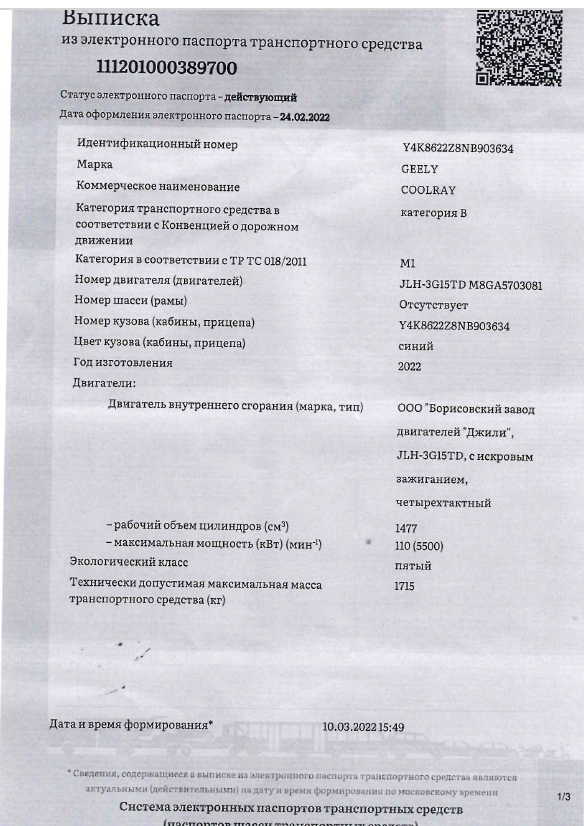 Выписка
из электронного паспорта транспортного средства
111201000389700
Статус электронного паспорта – действующий
Дата оформления электронного паспорта – 24.02.2022
Идентификационный номер Y4K8622Z8NB903634
Марка GEELY
Коммерческое наименование COOLRAY
Категория транспортного средства в категория B
соответствии с Конвенцией о дорожном
движении
Категория в соответствии с ТР ТС 018/2011 M1
Номер двигателя (двигателей) JLH-3G15TD M8GA5703081
Номер шасси (рамы) Отсутствует
Номер кузова (кабины, прицепа) Y4K8622Z8NB903634
Цвет кузова (кабины, прицепа) синий
Год изготовления 2022
Двигатели:
Двигатель внутреннего сгорания (марка, тип) ООО "Борисовский завод
двигателей "Джили",
JLH-3G15TD, с искровым
зажиганием,
четырехтактный
– рабочий объем цилиндров (см³) 1477
– максимальная мощность (кВт) (мин⁻¹) 110 (5500)
Экологический класс пятый
Технически допустимая максимальная масса 1715
транспортного средства (кг)
Дата и время формирования* 10.03.2022 15:49
* Сведения, содержащиеся в выписке из электронного паспорта транспортного средства являются
актуальными (действительными) на дату и время формирования по московскому времени
1/3
Система электронных паспортов транспортных средств
(паспортов шасси транспортных средств)